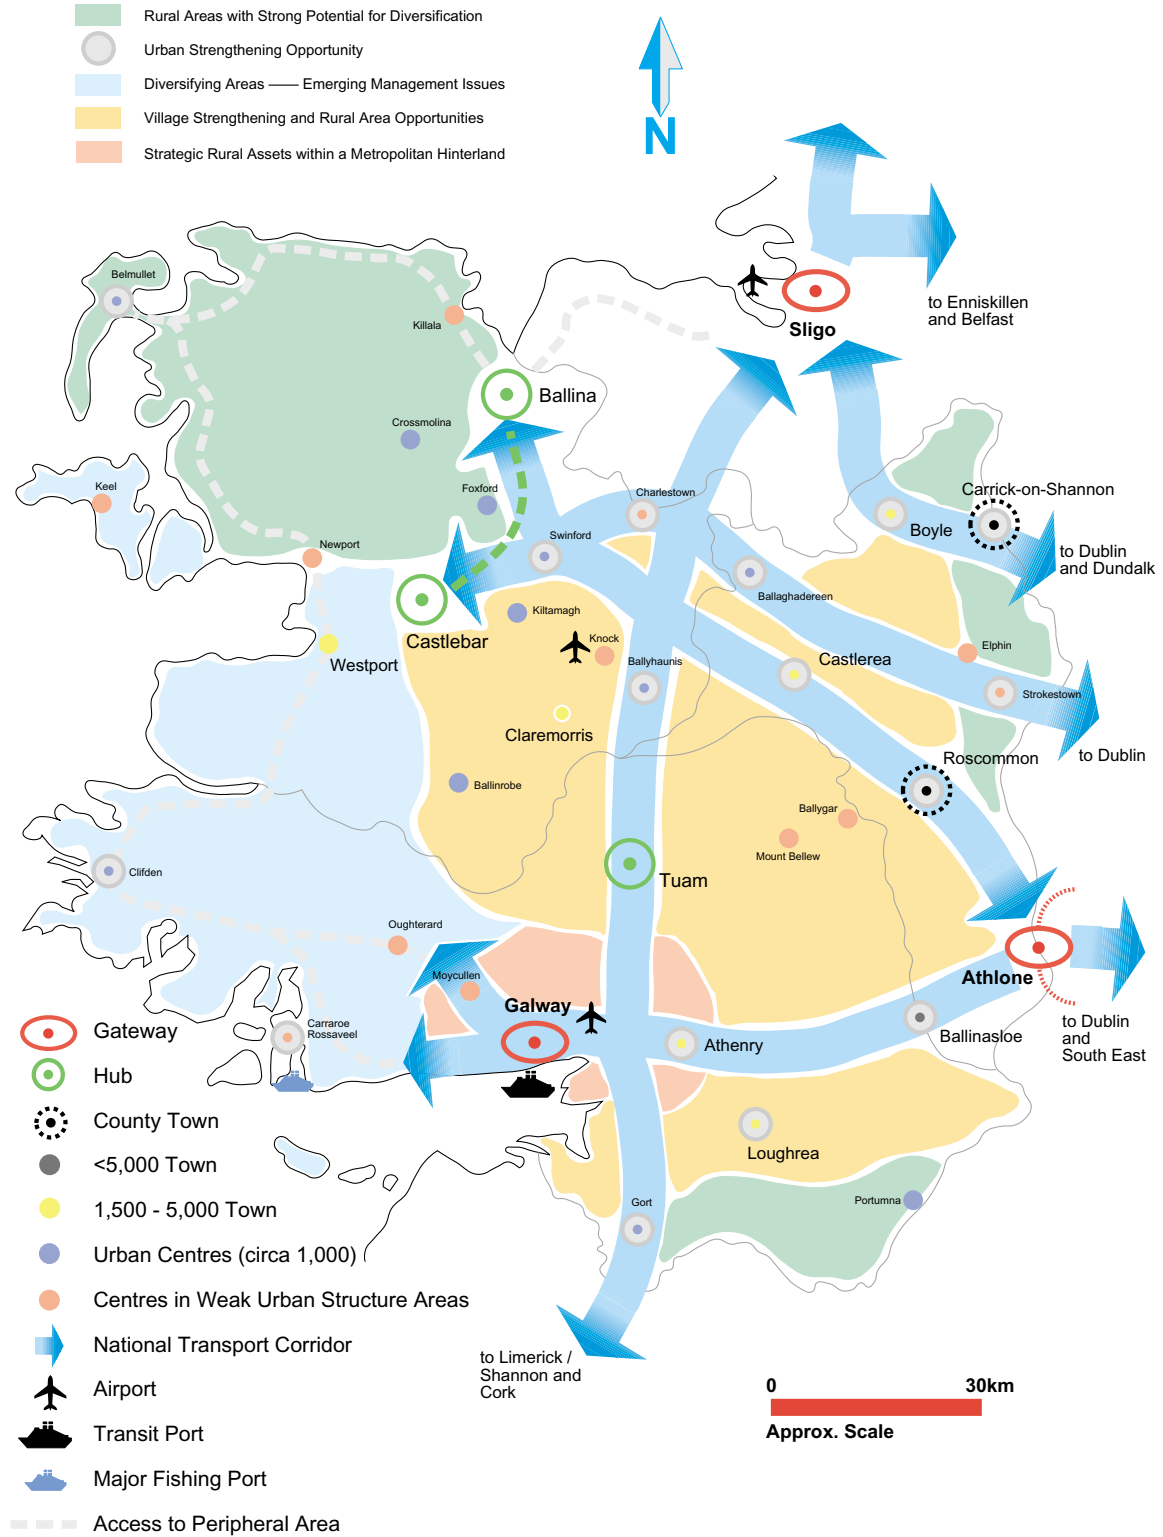 Rural Areas with Strong Potential for Diversification
Urban Strengthening Opportunity
Diversifying Areas —— Emerging Management Issues
Village Strengthening and Rural Area Opportunities
Strategic Rural Assets within a Metropolitan Hinterland
N
Belmullet
to Enniskillen
and Belfast
Killala
Sligo
Ballina
Crossmolina
Keel
Foxford
Charlestown
Carrick-on-Shannon
Boyle
Newport
Swinford
to Dublin
and Dundalk
Ballaghadereen
Kiltamagh
Castlebar
Knock
Elphin
Westport
Ballyhaunis
Castlerea
Strokestown
Claremorris
Roscommon
to Dublin
Ballinrobe
Ballygar
Mount Bellew
Clifden
Tuam
Oughterard
Moycullen
Athlone
Galway
Carraroe
Rossaveel
to Dublin
and
South East
Athenry
Ballinasloe
Loughrea
Gort
Portumna
to Limerick /
Shannon and
Cork
Gateway
Hub
County Town
<5,000 Town
1,500 - 5,000 Town
Urban Centres (circa 1,000)
Centres in Weak Urban Structure Areas
National Transport Corridor
Airport
Transit Port
Major Fishing Port
Access to Peripheral Area
0 30km
Approx. Scale